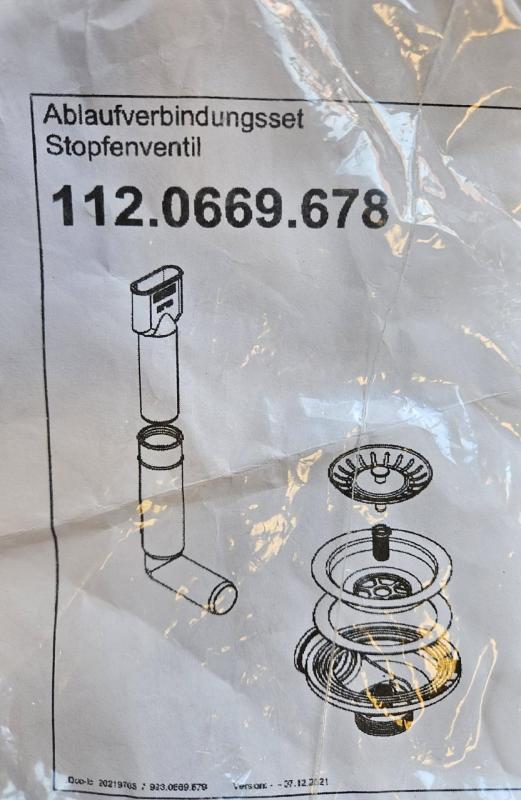 Ablaufverbindungsset
Stopfenventil
112.0669.678